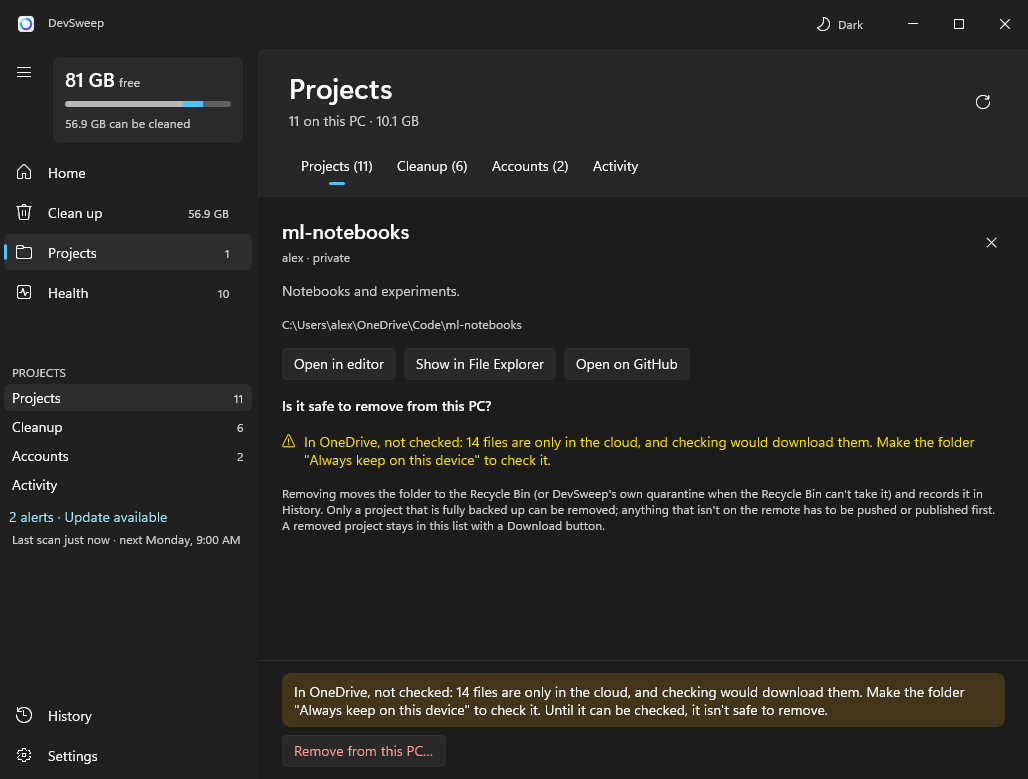 DevSweep
Dark
81 GB free
56.9 GB can be cleaned
Home
Clean up 56.9 GB
Projects 1
Health 10
PROJECTS
Projects 11
Cleanup 6
Accounts 2
Activity
2 alerts · Update available
Last scan just now · next Monday, 9:00 AM
History
Settings
Projects
11 on this PC · 10.1 GB
Projects (11) Cleanup (6) Accounts (2) Activity
ml-notebooks
alex · private
Notebooks and experiments.
C:\Users\alex\OneDrive\Code\ml-notebooks
Open in editor Show in File Explorer Open on GitHub
Is it safe to remove from this PC?
In OneDrive, not checked: 14 files are only in the cloud, and checking would download them. Make the folder
"Always keep on this device" to check it.
Removing moves the folder to the Recycle Bin (or DevSweep's own quarantine when the Recycle Bin can't take it) and records it in
History. Only a project that is fully backed up can be removed; anything that isn't on the remote has to be pushed or published first.
A removed project stays in this list with a Download button.
In OneDrive, not checked: 14 files are only in the cloud, and checking would download them. Make the folder
"Always keep on this device" to check it. Until it can be checked, it isn't safe to remove.
Remove from this PC...